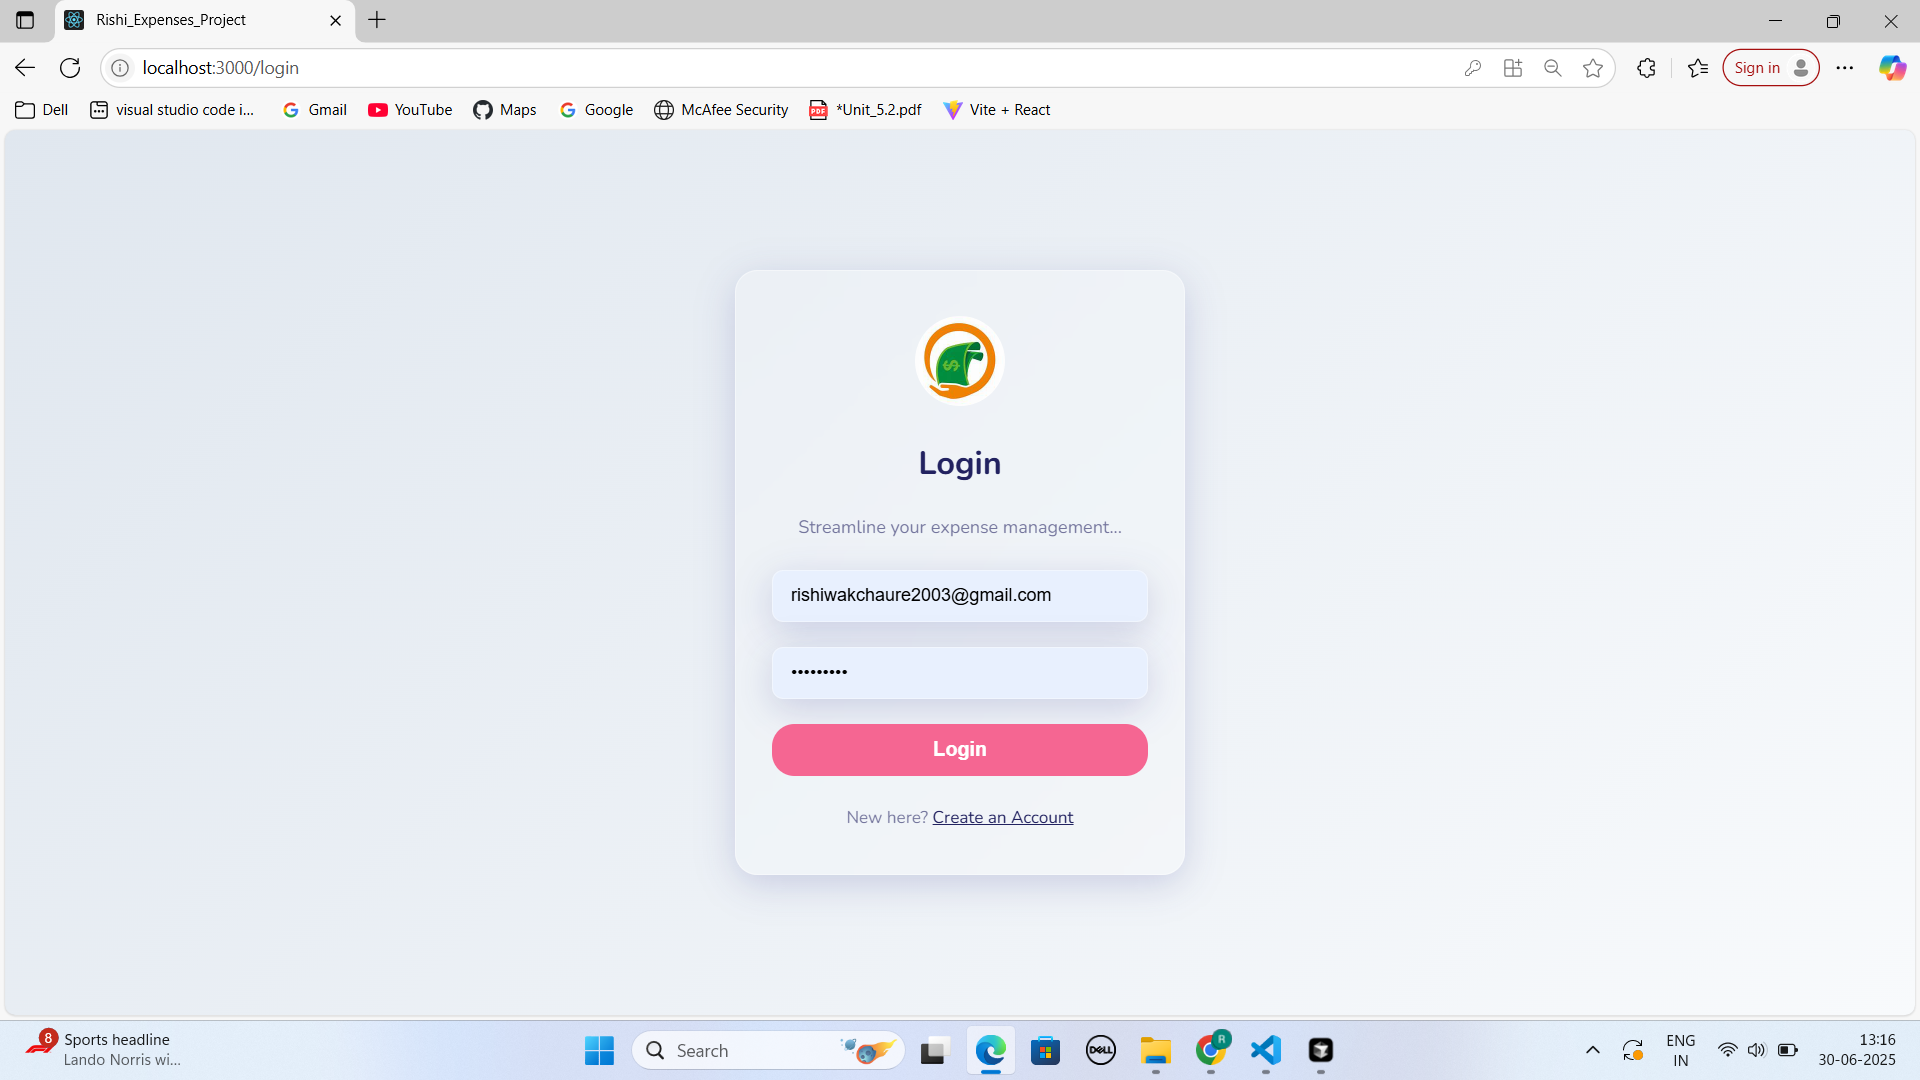 Rishi_Expenses_Project
localhost:3000/login
Sign in
Dell
visual studio code i...
Gmail
YouTube
Maps
Google
McAfee Security
PDF
*Unit_5.2.pdf
Vite + React
$
Login
Streamline your expense management...
rishiwakchaure2003@gmail.com
•••••••••
Login
New here? Create an Account
8
Sports headline
Lando Norris wi...
Search
DELL
R
ENG
IN
13:16
30-06-2025